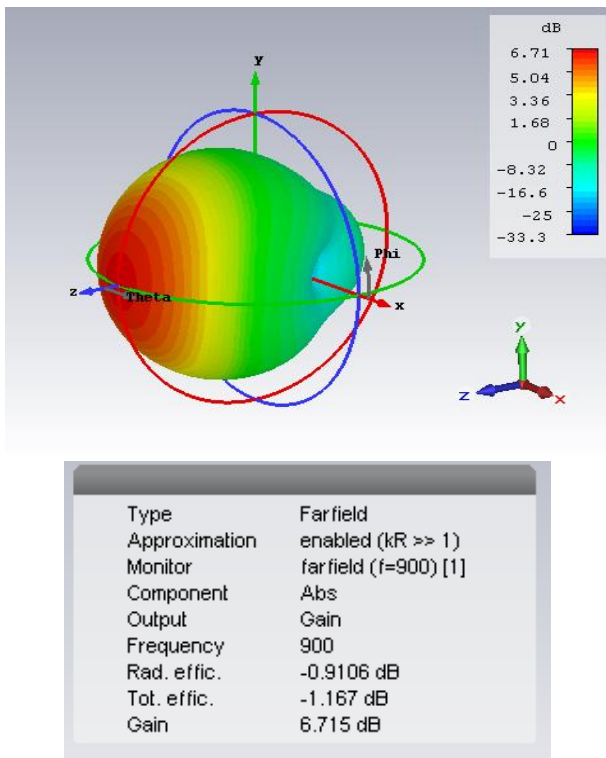 dB
6.71
5.04
3.36
1.68
0
-8.32
-16.6
-25
-33.3
y
Phi
z
Theta
x
y
z
x
Type Farfield
Approximation enabled (kR >> 1)
Monitor farfield (f=900) [1]
Component Abs
Output Gain
Frequency 900
Rad. effic. -0.9106 dB
Tot. effic. -1.167 dB
Gain 6.715 dB